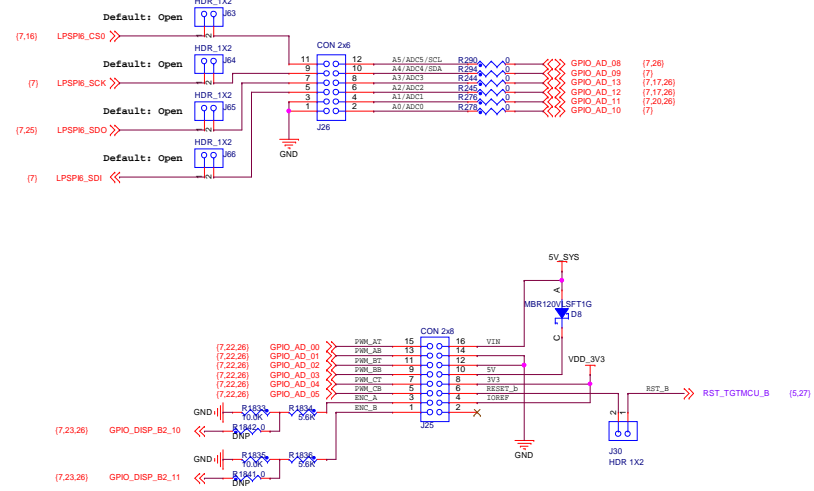 HDR_1X2
Default: Open J63
{7,16} LPSPI6_CS0 1 2
HDR_1X2
Default: Open J64
{7} LPSPI6_SCK 1 2
HDR_1X2
Default: Open J65
{7,25} LPSPI6_SDO 1 2
HDR_1X2
Default: Open J66
{7} LPSPI6_SDI 1 2
CON 2x6
11 12 A5/ADC5/SCL R290 0 GPIO_AD_08 {7,26}
9 10 A4/ADC4/SDA R294 0 GPIO_AD_09 {7}
7 8 A3/ADC3 R244 0 GPIO_AD_13 {7,17,26}
5 6 A2/ADC2 R245 0 GPIO_AD_12 {7,17,26}
3 4 A1/ADC1 R276 0 GPIO_AD_11 {7,20,26}
1 2 A0/ADC0 R278 0 GPIO_AD_10 {7}
J26
GND
5V_SYS
A
MBR120VLSFT1G
D8
C
VDD_3V3
CON 2x8
{7,22,26} GPIO_AD_00 PWM_AT 15 16 VIN
{7,22,26} GPIO_AD_01 PWM_AB 13 14
{7,22,26} GPIO_AD_02 PWM_BT 11 12
{7,22,26} GPIO_AD_03 PWM_BB 9 10 5V
{7,22,26} GPIO_AD_04 PWM_CT 7 8 3V3
{7,22,26} GPIO_AD_05 PWM_CB 5 6 RESET_b
ENC_A 3 4 IOREF
ENC_B 1 2
J25
RST_B RST_TGTMCU_B {5,27}
2 1
J30
HDR 1X2
GND
GND R1833 R1834
10.0K 5.6K
{7,23,26} GPIO_DISP_B2_10 R1842 0
DNP
GND R1835 R1836
10.0K 5.6K
{7,23,26} GPIO_DISP_B2_11 R1841 0
DNP